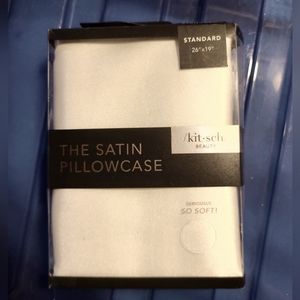 STANDARD
26"x19"
/kit·sch/
BEAUTY
THE SATIN
PILLOWCASE
SERIOUSLY
SO SOFT!